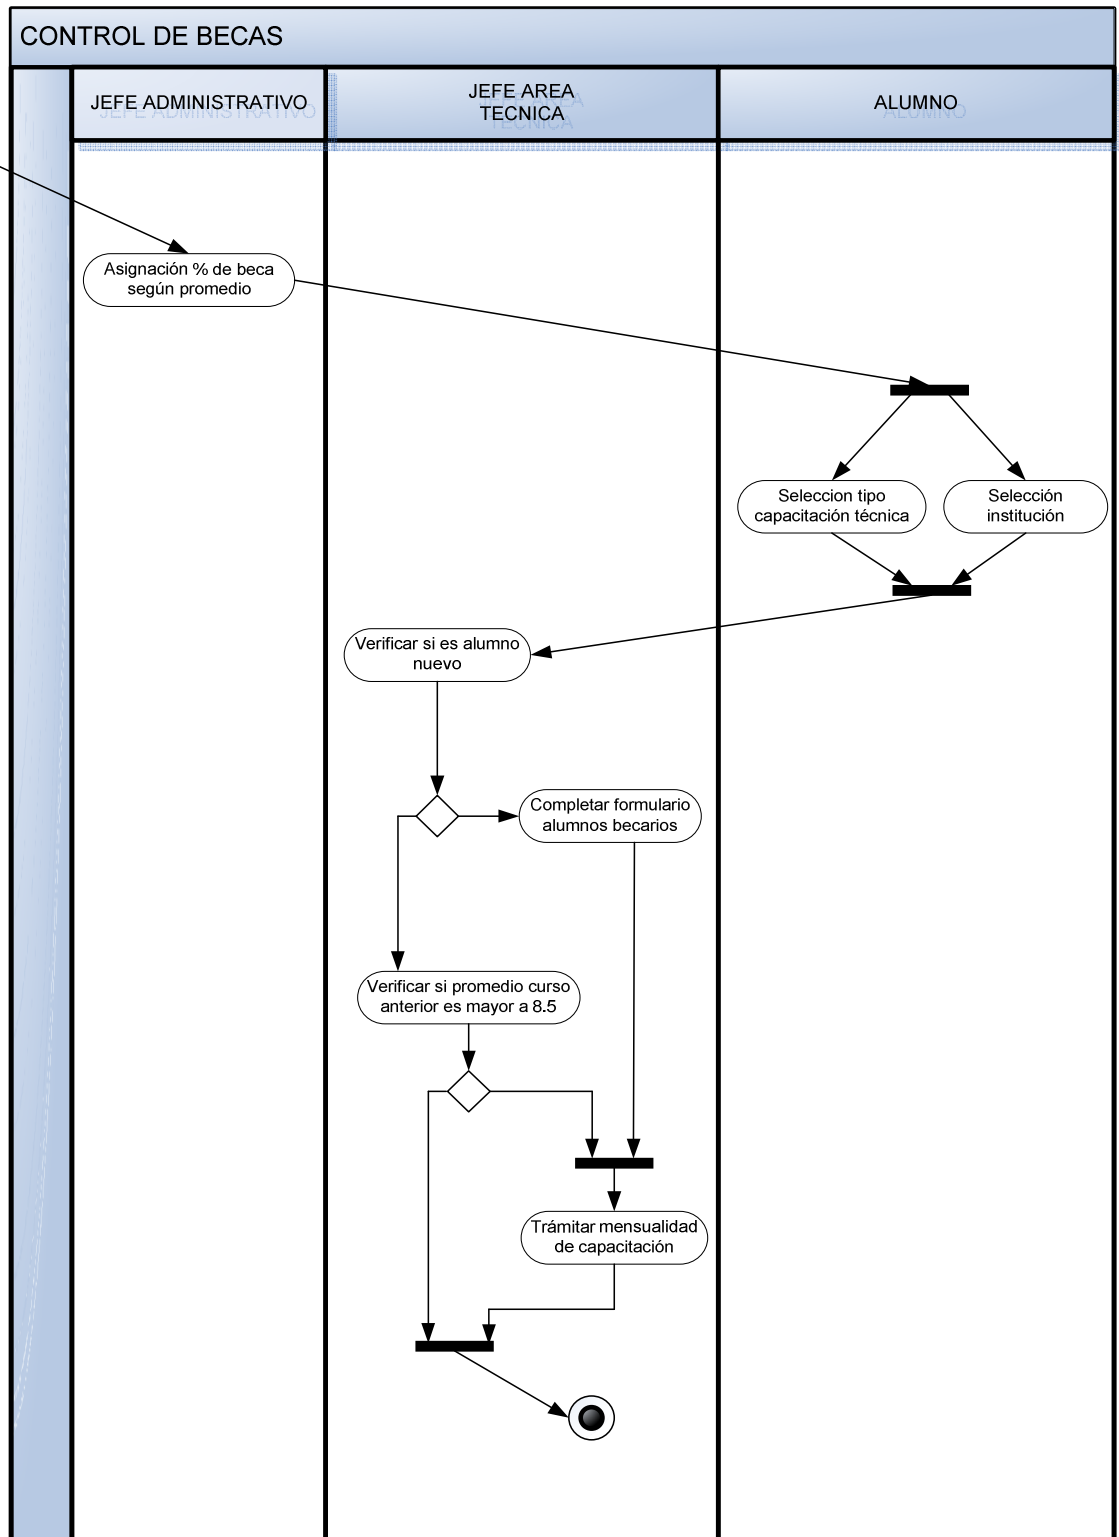 CONTROL DE BECAS
JEFE ADMINISTRATIVO
JEFE AREA
TECNICA
ALUMNO
Asignación % de beca
según promedio
Seleccion tipo
capacitación técnica
Selección
institución
Verificar si es alumno
nuevo
Completar formulario
alumnos becarios
Verificar si promedio curso
anterior es mayor a 8.5
Trámitar mensualidad
de capacitación